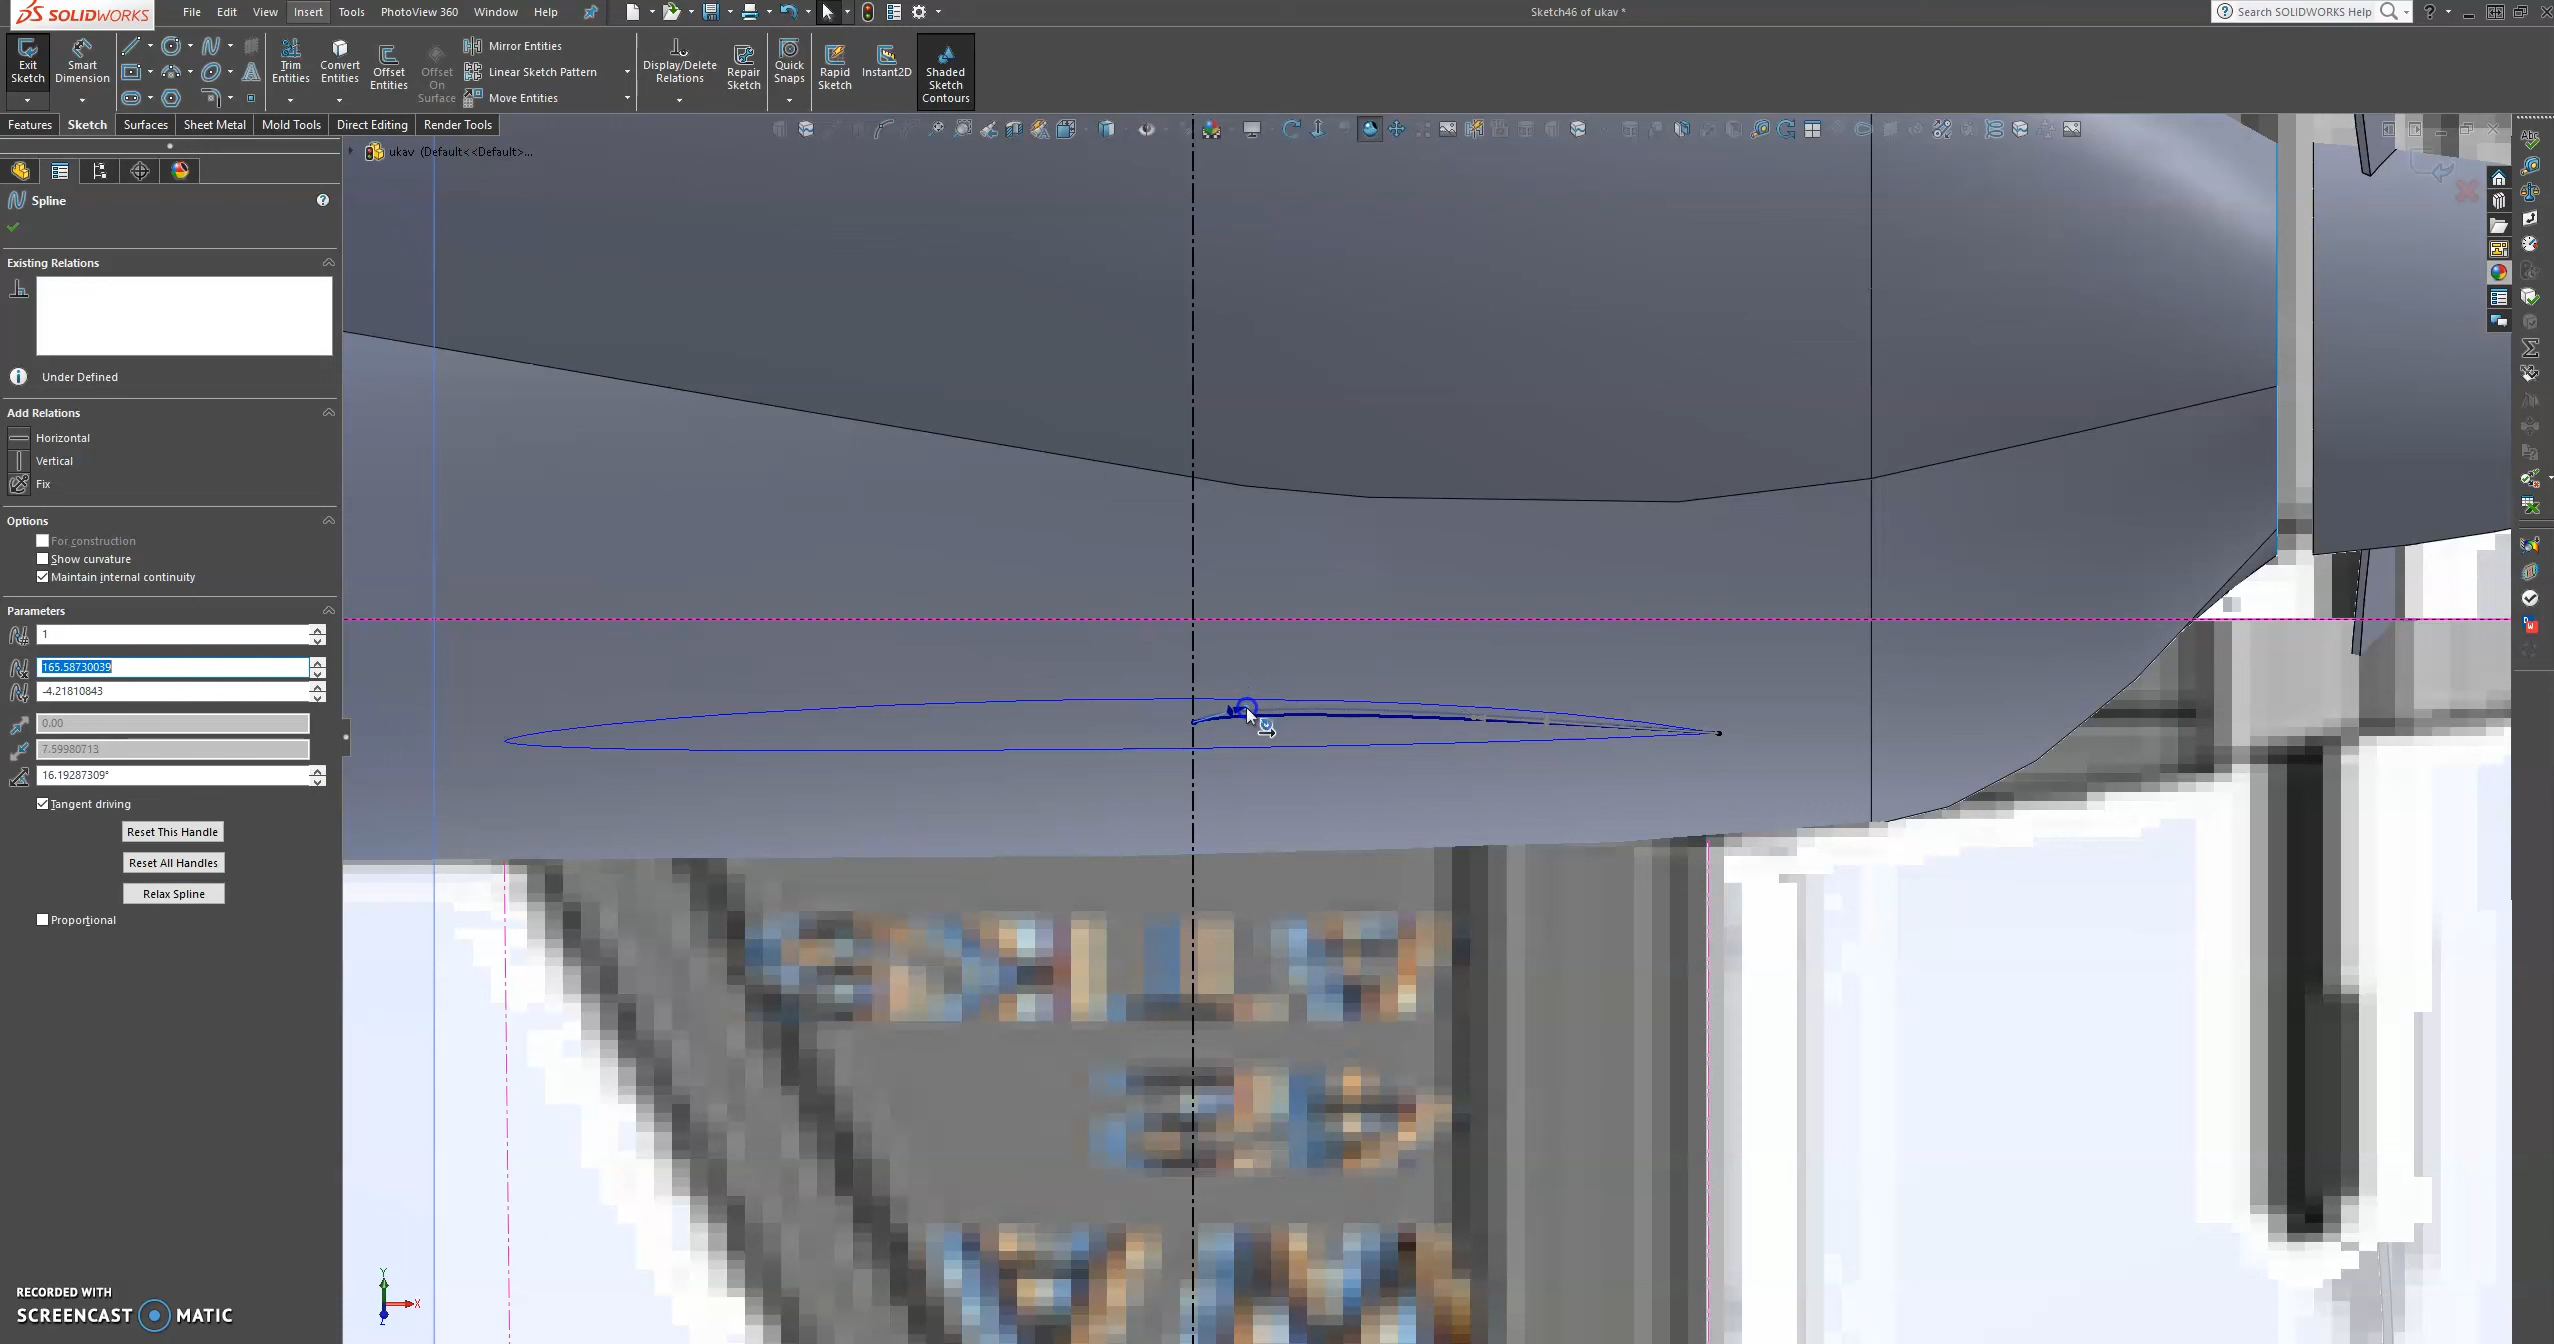 SOLIDWORKS
File Edit View Insert Tools PhotoView 360 Window Help
Sketch46 of ukav *
Search SOLIDWORKS Help
Exit Sketch
Smart Dimension
Trim Entities
Convert Entities
Offset Entities
Offset On Surface
Mirror Entities
Linear Sketch Pattern
Move Entities
Display/Delete Relations
Repair Sketch
Quick Snaps
Rapid Sketch
Instant2D
Shaded Sketch Contours
Features Sketch Surfaces Sheet Metal Mold Tools Direct Editing Render Tools
ukav (Default<<Default>...
Spline
Existing Relations
Under Defined
Add Relations
Horizontal
Vertical
Fix
Options
For construction
Show curvature
Maintain internal continuity
Parameters
1
165.58730039
-4.21810843
0.00
7.59980713
16.19287309°
Tangent driving
Reset This Handle
Reset All Handles
Relax Spline
Proportional
Y
X
Z
RECORDED WITH
SCREENCAST MATIC